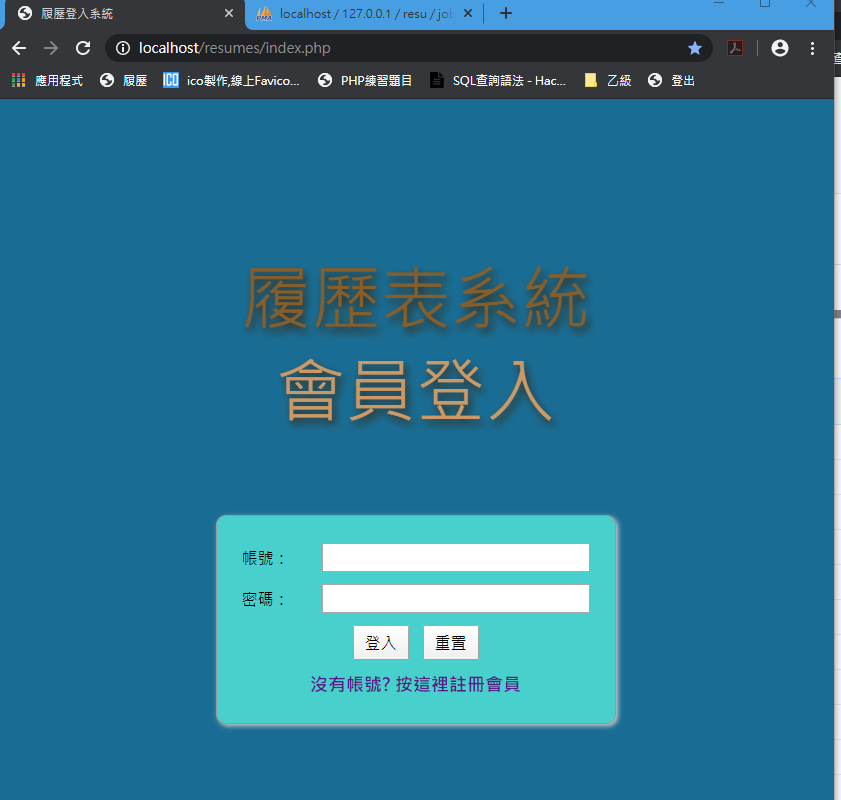 履歷登入系統
localhost / 127.0.0.1 / resu / job
localhost/resumes/index.php
應用程式 履歷 ICO ico製作,線上Favico... PHP練習題目 SQL查詢語法 - Hac... 乙級 登出
履歷表系統
會員登入
帳號：
密碼：
登入 重置
沒有帳號? 按這裡註冊會員